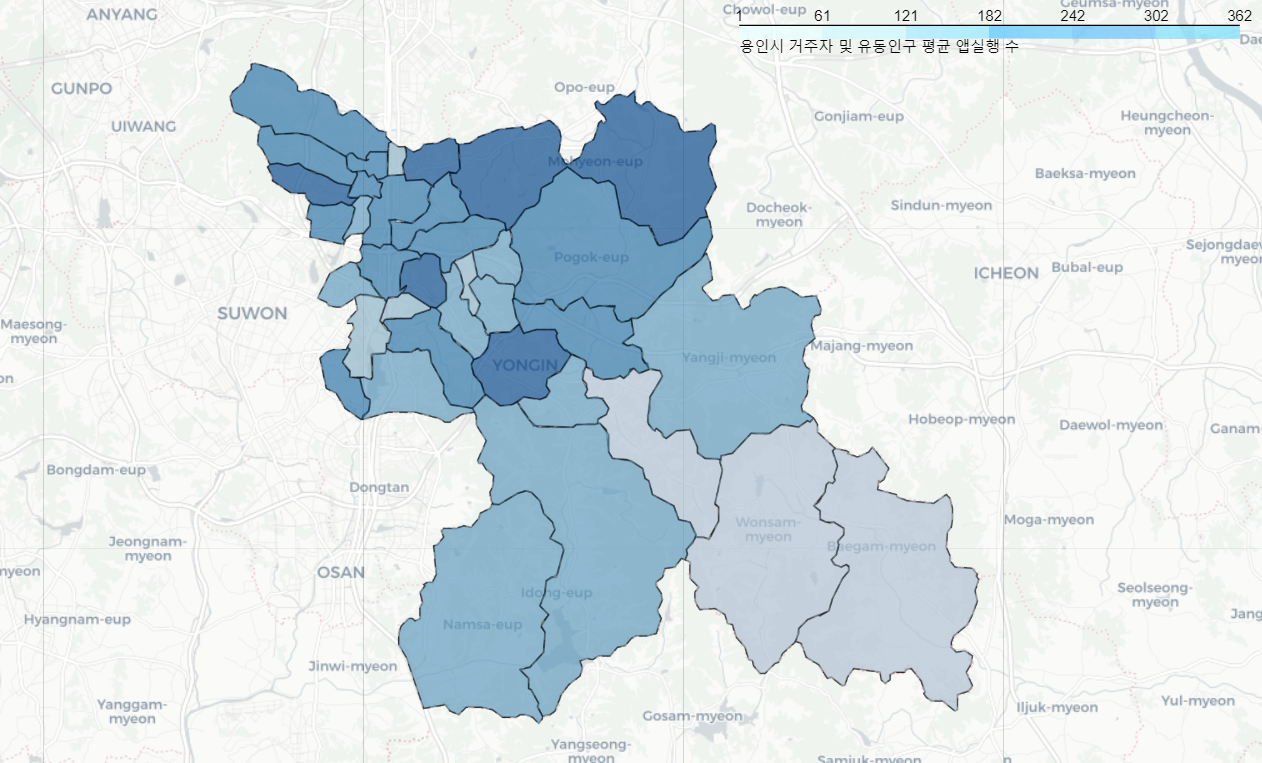 Chowol-eup
Geumsa-myeon
ANYANG
1 61 121 182 242 302 362
용인시 거주자 및 유동인구 평균 앱실행 수
GUNPO
Opo-eup
UIWANG
Gonjiam-eup
Heungcheon-
myeon
Mohyeon-eup
Baeksa-myeon
Docheok-
myeon
Sindun-myeon
Pogok-eup
Sejongdaew
myeon
ICHEON
Bubal-eup
SUWON
Maesong-
myeon
Yangji-myeon
Majang-myeon
YONGIN
Hobeop-myeon
Daewol-myeon
Ganam-
Bongdam-eup
Dongtan
Wonsam-
myeon
Moga-myeon
Jeongnam-
myeon
Baegam-myeon
OSAN
myeon
Idong-eup
Seolseong-
myeon
Hyangnam-eup
Namsa-eup
Jang
Jinwi-myeon
Yanggam-
myeon
Gosam-myeon
Iljuk-myeon
Yul-myeon
Yangseong-
myeon
Samjuk-myeon